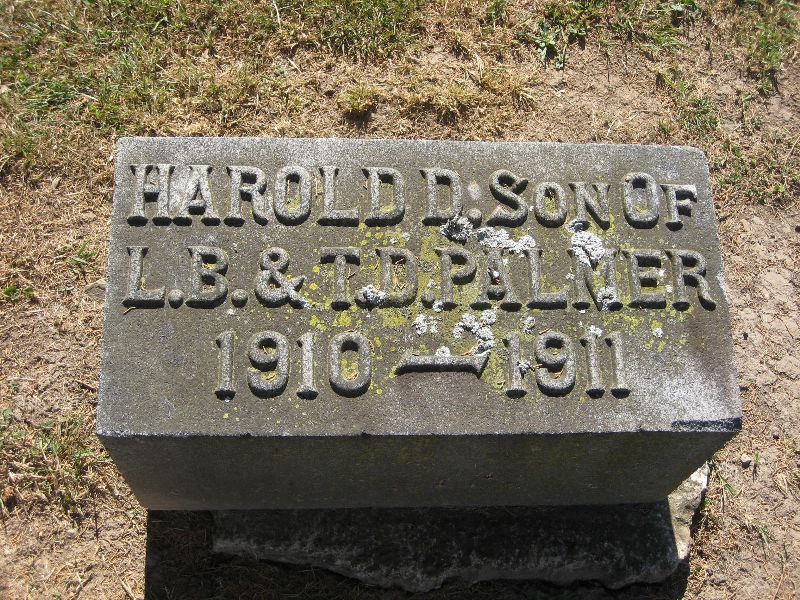 HAROLD D. SON OF
L.B. & T.D. PALMER
1910 — 1911